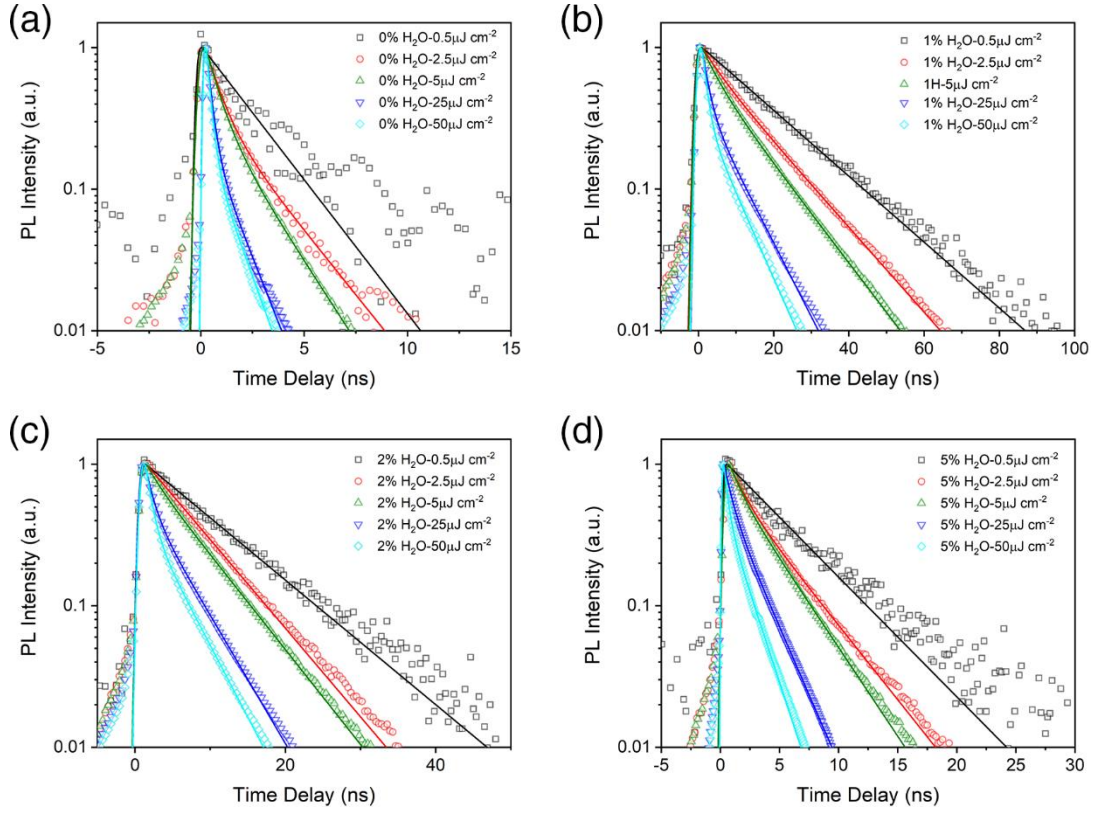 (a)
0% H₂O-0.5μJ cm⁻²
0% H₂O-2.5μJ cm⁻²
0% H₂O-5μJ cm⁻²
0% H₂O-25μJ cm⁻²
0% H₂O-50μJ cm⁻²
PL Intensity (a.u.)
1
0.1
0.01
-5 0 5 10 15
Time Delay (ns)
(b)
1% H₂O-0.5μJ cm⁻²
1% H₂O-2.5μJ cm⁻²
1H-5μJ cm⁻²
1% H₂O-25μJ cm⁻²
1% H₂O-50μJ cm⁻²
PL Intensity (a.u.)
1
0.1
0.01
0 20 40 60 80 100
Time Delay (ns)
(c)
2% H₂O-0.5μJ cm⁻²
2% H₂O-2.5μJ cm⁻²
2% H₂O-5μJ cm⁻²
2% H₂O-25μJ cm⁻²
2% H₂O-50μJ cm⁻²
PL Intensity (a.u.)
1
0.1
0.01
0 20 40
Time Delay (ns)
(d)
5% H₂O-0.5μJ cm⁻²
5% H₂O-2.5μJ cm⁻²
5% H₂O-5μJ cm⁻²
5% H₂O-25μJ cm⁻²
5% H₂O-50μJ cm⁻²
PL Intensity (a.u.)
1
0.1
0.01
-5 0 5 10 15 20 25 30
Time Delay (ns)